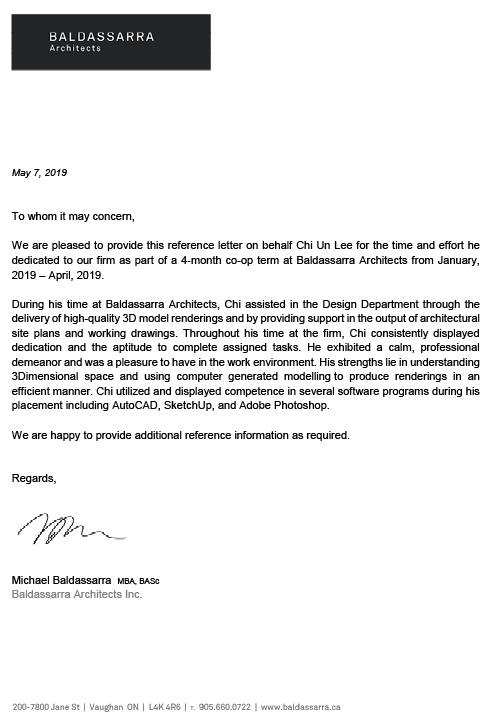 BALDASSARRA
Architects
May 7, 2019
To whom it may concern,
We are pleased to provide this reference letter on behalf Chi Un Lee for the time and effort he
dedicated to our firm as part of a 4-month co-op term at Baldassarra Architects from January,
2019 – April, 2019.
During his time at Baldassarra Architects, Chi assisted in the Design Department through the
delivery of high-quality 3D model renderings and by providing support in the output of architectural
site plans and working drawings. Throughout his time at the firm, Chi consistently displayed
dedication and the aptitude to complete assigned tasks. He exhibited a calm, professional
demeanor and was a pleasure to have in the work environment. His strengths lie in understanding
3Dimensional space and using computer generated modelling to produce renderings in an
efficient manner. Chi utilized and displayed competence in several software programs during his
placement including AutoCAD, SketchUp, and Adobe Photoshop.
We are happy to provide additional reference information as required.
Regards,
Michael Baldassarra MBA, BASc
Baldassarra Architects Inc.
200-7800 Jane St | Vaughan ON | L4K 4R6 | T. 905.660.0722 | www.baldassarra.ca